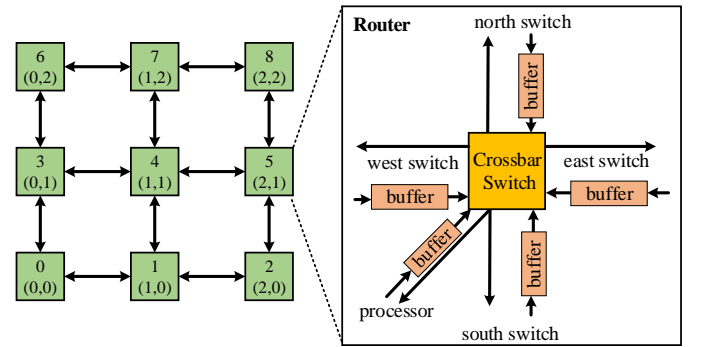 6
(0,2)
7
(1,2)
8
(2,2)
3
(0,1)
4
(1,1)
5
(2,1)
0
(0,0)
1
(1,0)
2
(2,0)
Router
north switch
buffer
west switch
Crossbar
Switch
east switch
buffer
buffer
buffer
buffer
processor
south switch